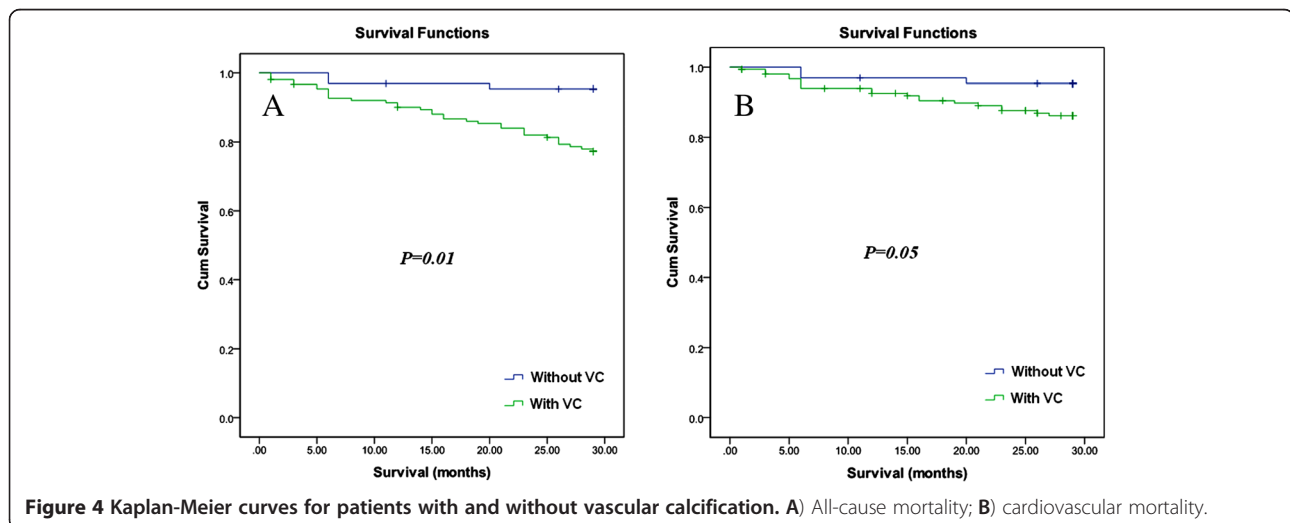 Survival Functions
A
Cum Survival
1.0
0.8
0.6
0.4
0.2
0.0
P=0.01
Without VC
With VC
.00 5.00 10.00 15.00 20.00 25.00 30.00
Survival (months)
Survival Functions
B
Cum Survival
1.0
0.8
0.6
0.4
0.2
0.0
P=0.05
Without VC
With VC
.00 5.00 10.00 15.00 20.00 25.00 30.00
Survival (months)
Figure 4 Kaplan-Meier curves for patients with and without vascular calcification. A) All-cause mortality; B) cardiovascular mortality.